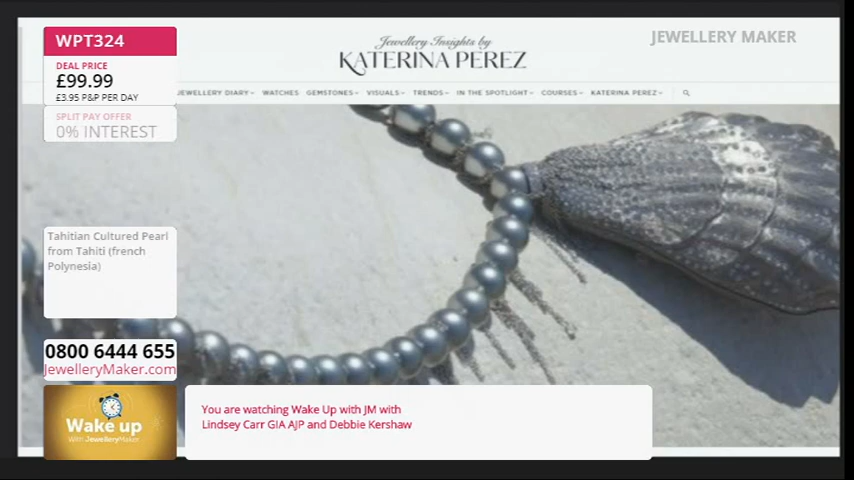 WPT324
DEAL PRICE
£99.99
£3.95 P&P PER DAY
SPLIT PAY OFFER
0% INTEREST
Tahitian Cultured Pearl
from Tahiti (french
Polynesia)
0800 6444 655
JewelleryMaker.com
Wake up
With JewelleryMaker
You are watching Wake Up with JM with
Lindsey Carr GIA AJP and Debbie Kershaw
Jewellery Insights by
KATERINA PEREZ
JEWELLERY MAKER
JEWELLERY DIARY WATCHES GEMSTONES VISUALS TRENDS IN THE SPOTLIGHT COURSES KATERINA PEREZ